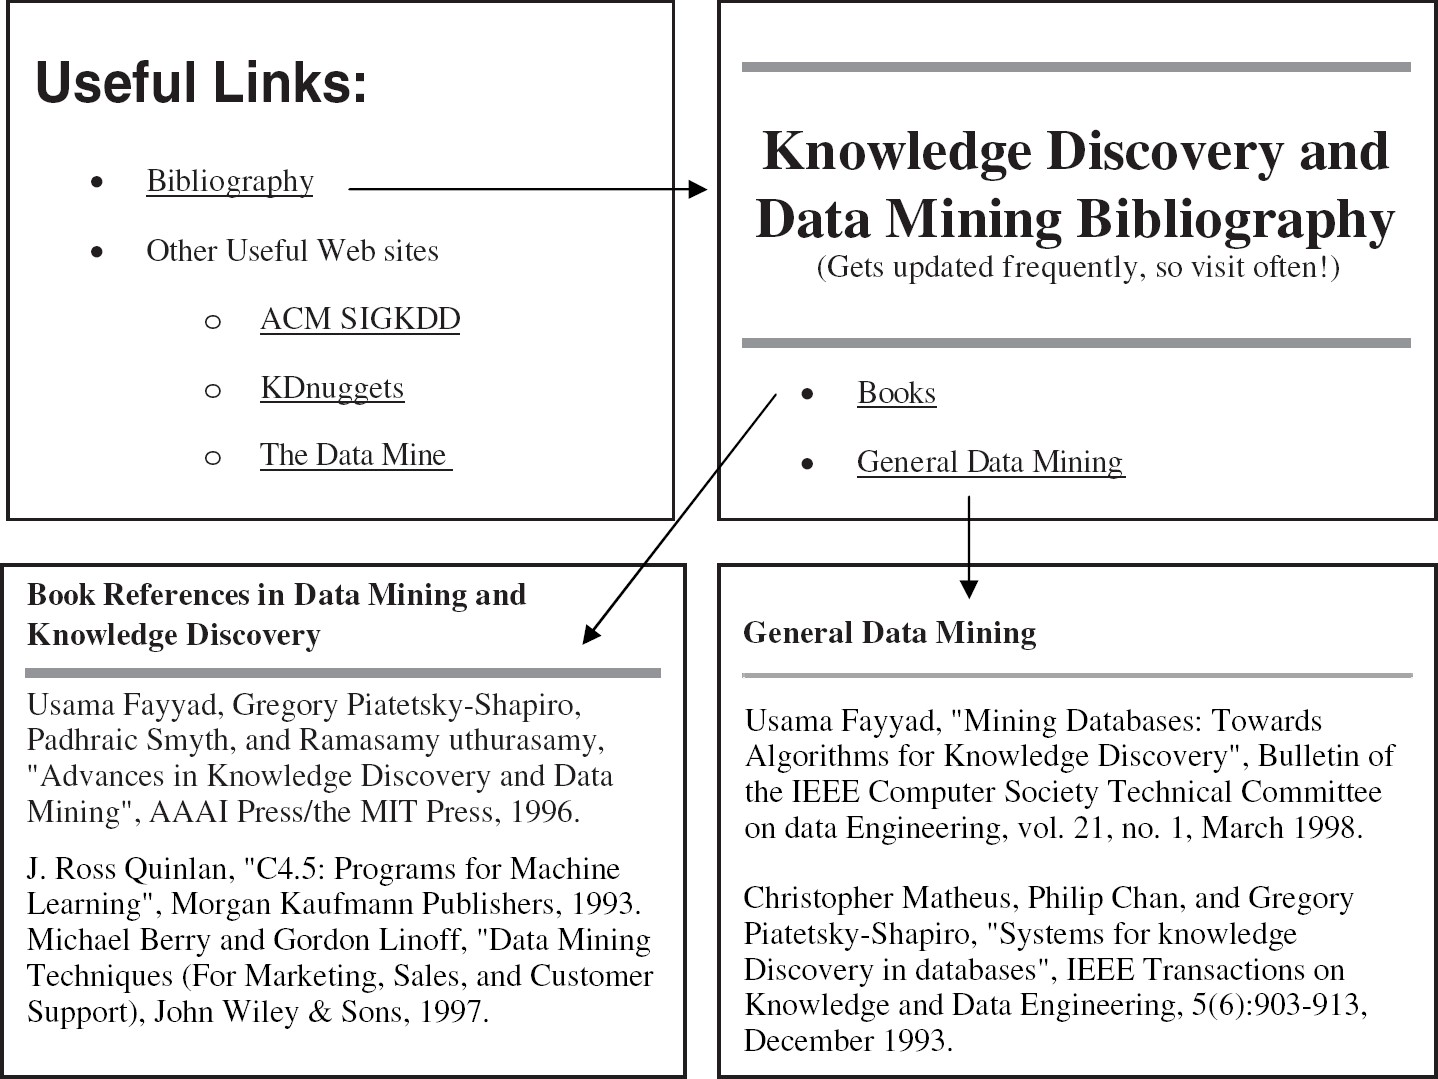 Useful Links:
• Bibliography
• Other Useful Web sites
o ACM SIGKDD
o KDnuggets
o The Data Mine
Knowledge Discovery and
Data Mining Bibliography
(Gets updated frequently, so visit often!)
• Books
• General Data Mining
Book References in Data Mining and
Knowledge Discovery
Usama Fayyad, Gregory Piatetsky-Shapiro,
Padhraic Smyth, and Ramasamy uthurasamy,
"Advances in Knowledge Discovery and Data
Mining", AAAI Press/the MIT Press, 1996.
J. Ross Quinlan, "C4.5: Programs for Machine
Learning", Morgan Kaufmann Publishers, 1993.
Michael Berry and Gordon Linoff, "Data Mining
Techniques (For Marketing, Sales, and Customer
Support), John Wiley & Sons, 1997.
General Data Mining
Usama Fayyad, "Mining Databases: Towards
Algorithms for Knowledge Discovery", Bulletin of
the IEEE Computer Society Technical Committee
on data Engineering, vol. 21, no. 1, March 1998.
Christopher Matheus, Philip Chan, and Gregory
Piatetsky-Shapiro, "Systems for knowledge
Discovery in databases", IEEE Transactions on
Knowledge and Data Engineering, 5(6):903-913,
December 1993.